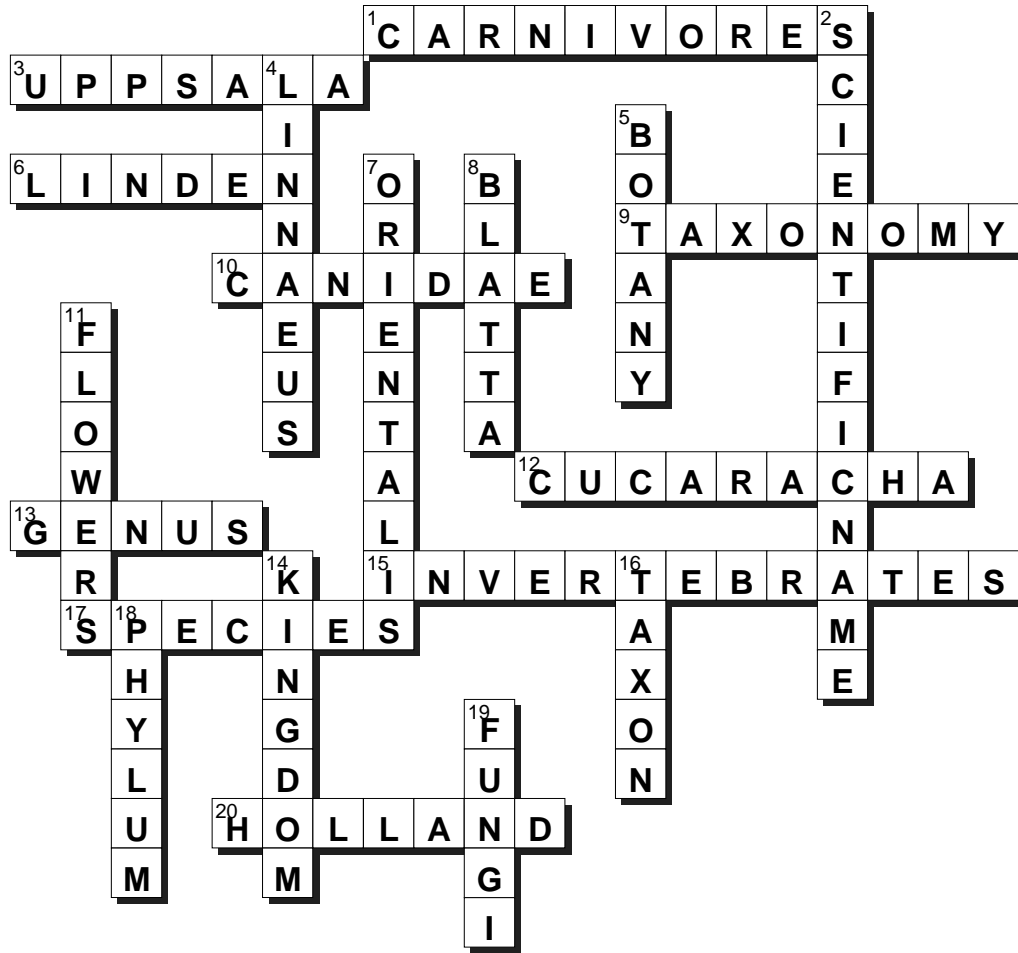 1 CARNIVORES
2 SCIENTIFICNAME
3 UPPSALA
4 LINNAEUS
5 BOTANY
6 LINDEN
7 ORIENTALIS
8 BLATTA
9 TAXONOMY
10 CANIDAE
11 FLOWERS
12 CUCARACHA
13 GENUS
14 KINGDOM
15 INVERTEBRATES
16 TAXON
17 SPECIES
18 PHYLUM
19 FUNGI
20 HOLLAND